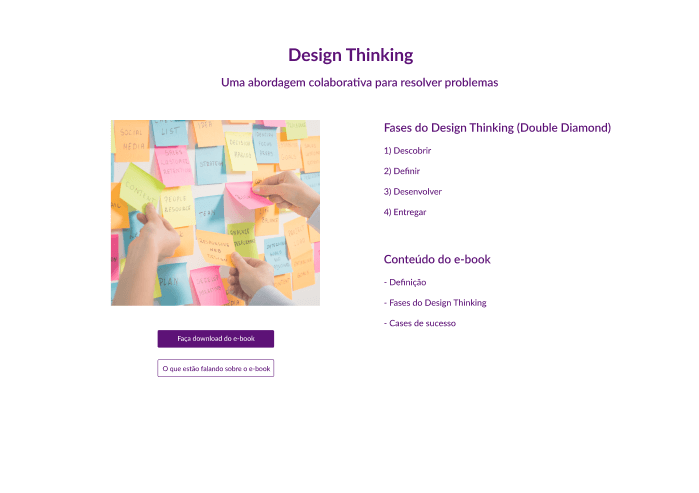 Design Thinking
Uma abordagem colaborativa para resolver problemas
SOCIAL
MEDIA
LIST
STRATEGY
CONTENT
PEOPLE
RESOURCE
TEAM
PLAN
Faça download do e-book
O que estão falando sobre o e-book
Fases do Design Thinking (Double Diamond)
1) Descobrir
2) Definir
3) Desenvolver
4) Entregar
Conteúdo do e-book
- Definição
- Fases do Design Thinking
- Cases de sucesso